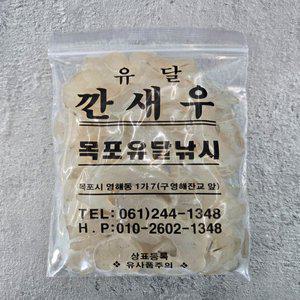 유달
깐새우
목포유달낚시
목포시 영해동 1가 7(구영해잔교 앞)
TEL: 061)244-1348
H . P:010-2602-1348
상표등록
◆ 유사품주의 ◆